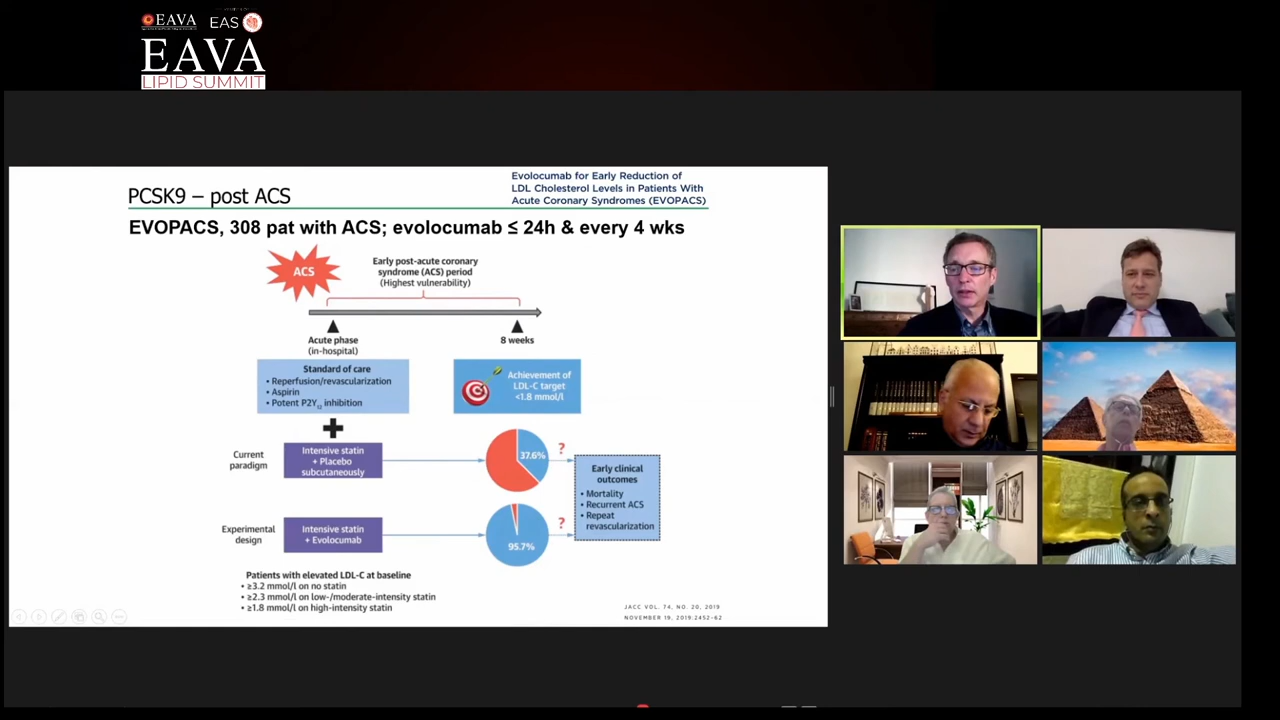 EAVA
EAS
EAVA
LIPID SUMMIT
PCSK9 – post ACS
Evolocumab for Early Reduction of
LDL Cholesterol Levels in Patients With
Acute Coronary Syndromes (EVOPACS)
EVOPACS, 308 pat with ACS; evolocumab ≤ 24h & every 4 wks
ACS
Early post-acute coronary
syndrome (ACS) period
(Highest vulnerability)
Acute phase
(in-hospital)
8 weeks
Standard of care
• Reperfusion/revascularization
• Aspirin
• Potent P2Y₁₂ inhibition
Achievement of
LDL-C target
<1.8 mmol/l
Current
paradigm
Intensive statin
+ Placebo
subcutaneously
37.6%
?
Early clinical
outcomes
• Mortality
• Recurrent ACS
• Repeat
revascularization
Experimental
design
Intensive statin
+ Evolocumab
95.7%
?
Patients with elevated LDL-C at baseline
• ≥3.2 mmol/l on no statin
• ≥2.3 mmol/l on low-/moderate-intensity statin
• ≥1.8 mmol/l on high-intensity statin
JACC VOL. 74, NO. 20, 2019
NOVEMBER 19, 2019:2452-62